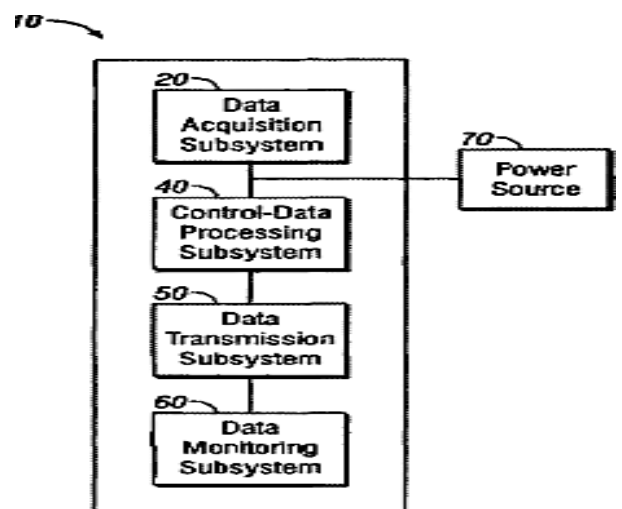 10
20
Data
Acquisition
Subsystem
70
Power
Source
40
Control-Data
Processing
Subsystem
50
Data
Transmission
Subsystem
60
Data
Monitoring
Subsystem